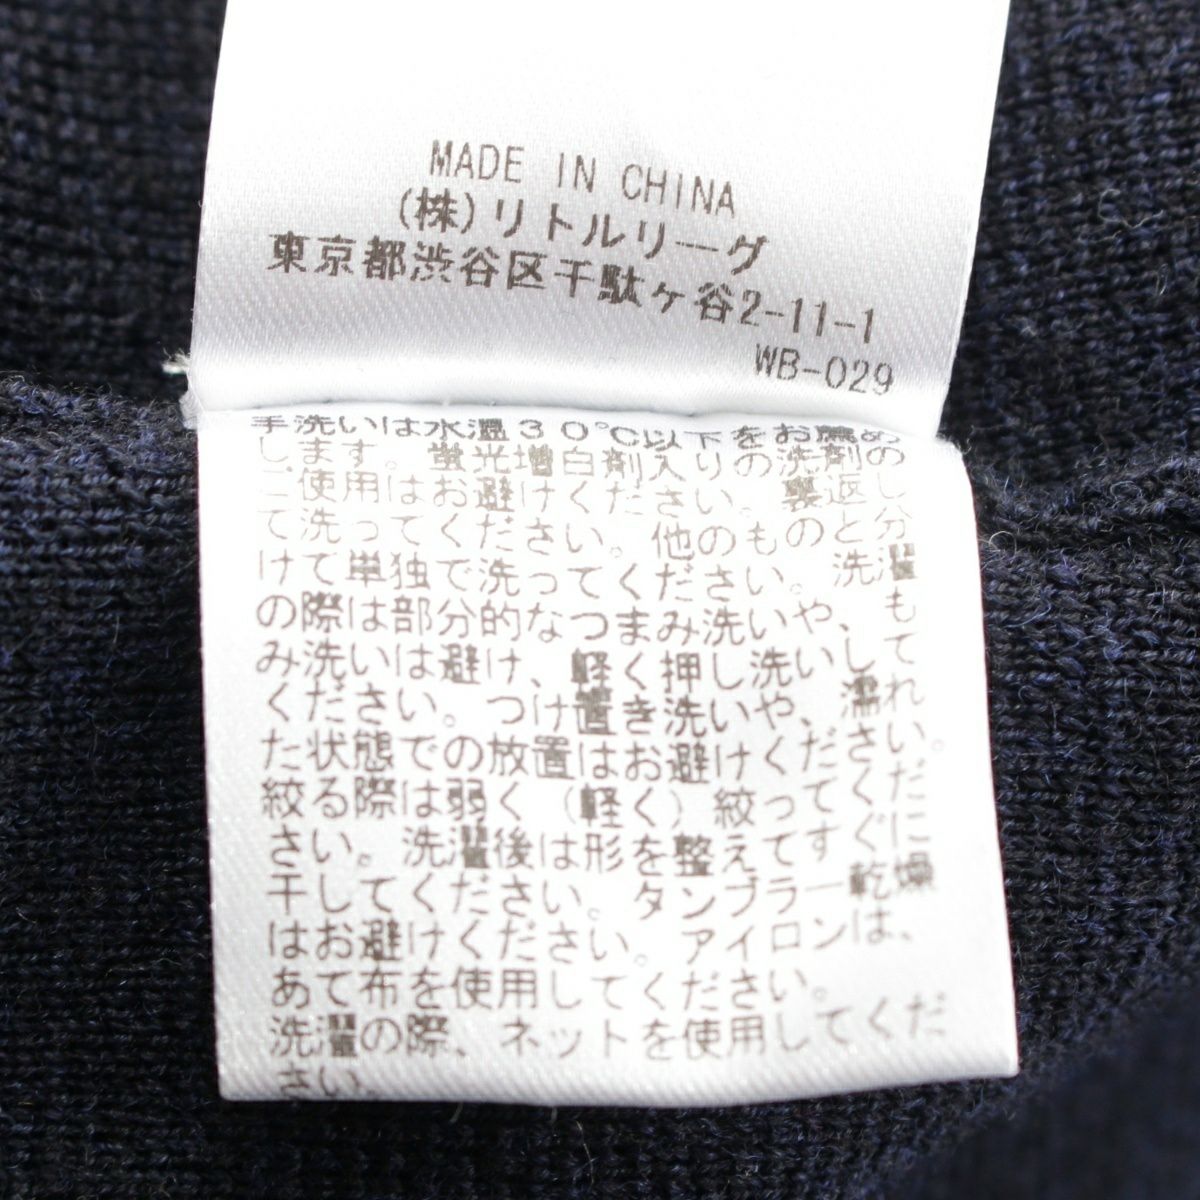 MADE IN CHINA
(株)リトルリーグ
東京都渋谷区千駄ヶ谷2-11-1
WB-029
手洗いは水温30℃以下をお薦め
します。蛍光増白剤入りの洗剤の
ご使用はお避けください。裏返し
て洗ってください。他のものと分
けて単独で洗ってください。洗濯
の際は部分的なつまみ洗いや、も
み洗いは避け、軽く押し洗いして
ください。つけ置き洗いや、濡れ
た状態での放置はお避けください。
絞る際は弱く(軽く)絞ってくだ
さい。洗濯後は形を整えてすぐに
干してください。タンブラー乾燥
はお避けください。アイロンは、
あて布を使用してください。
洗濯の際、ネットを使用してくだ
さい。